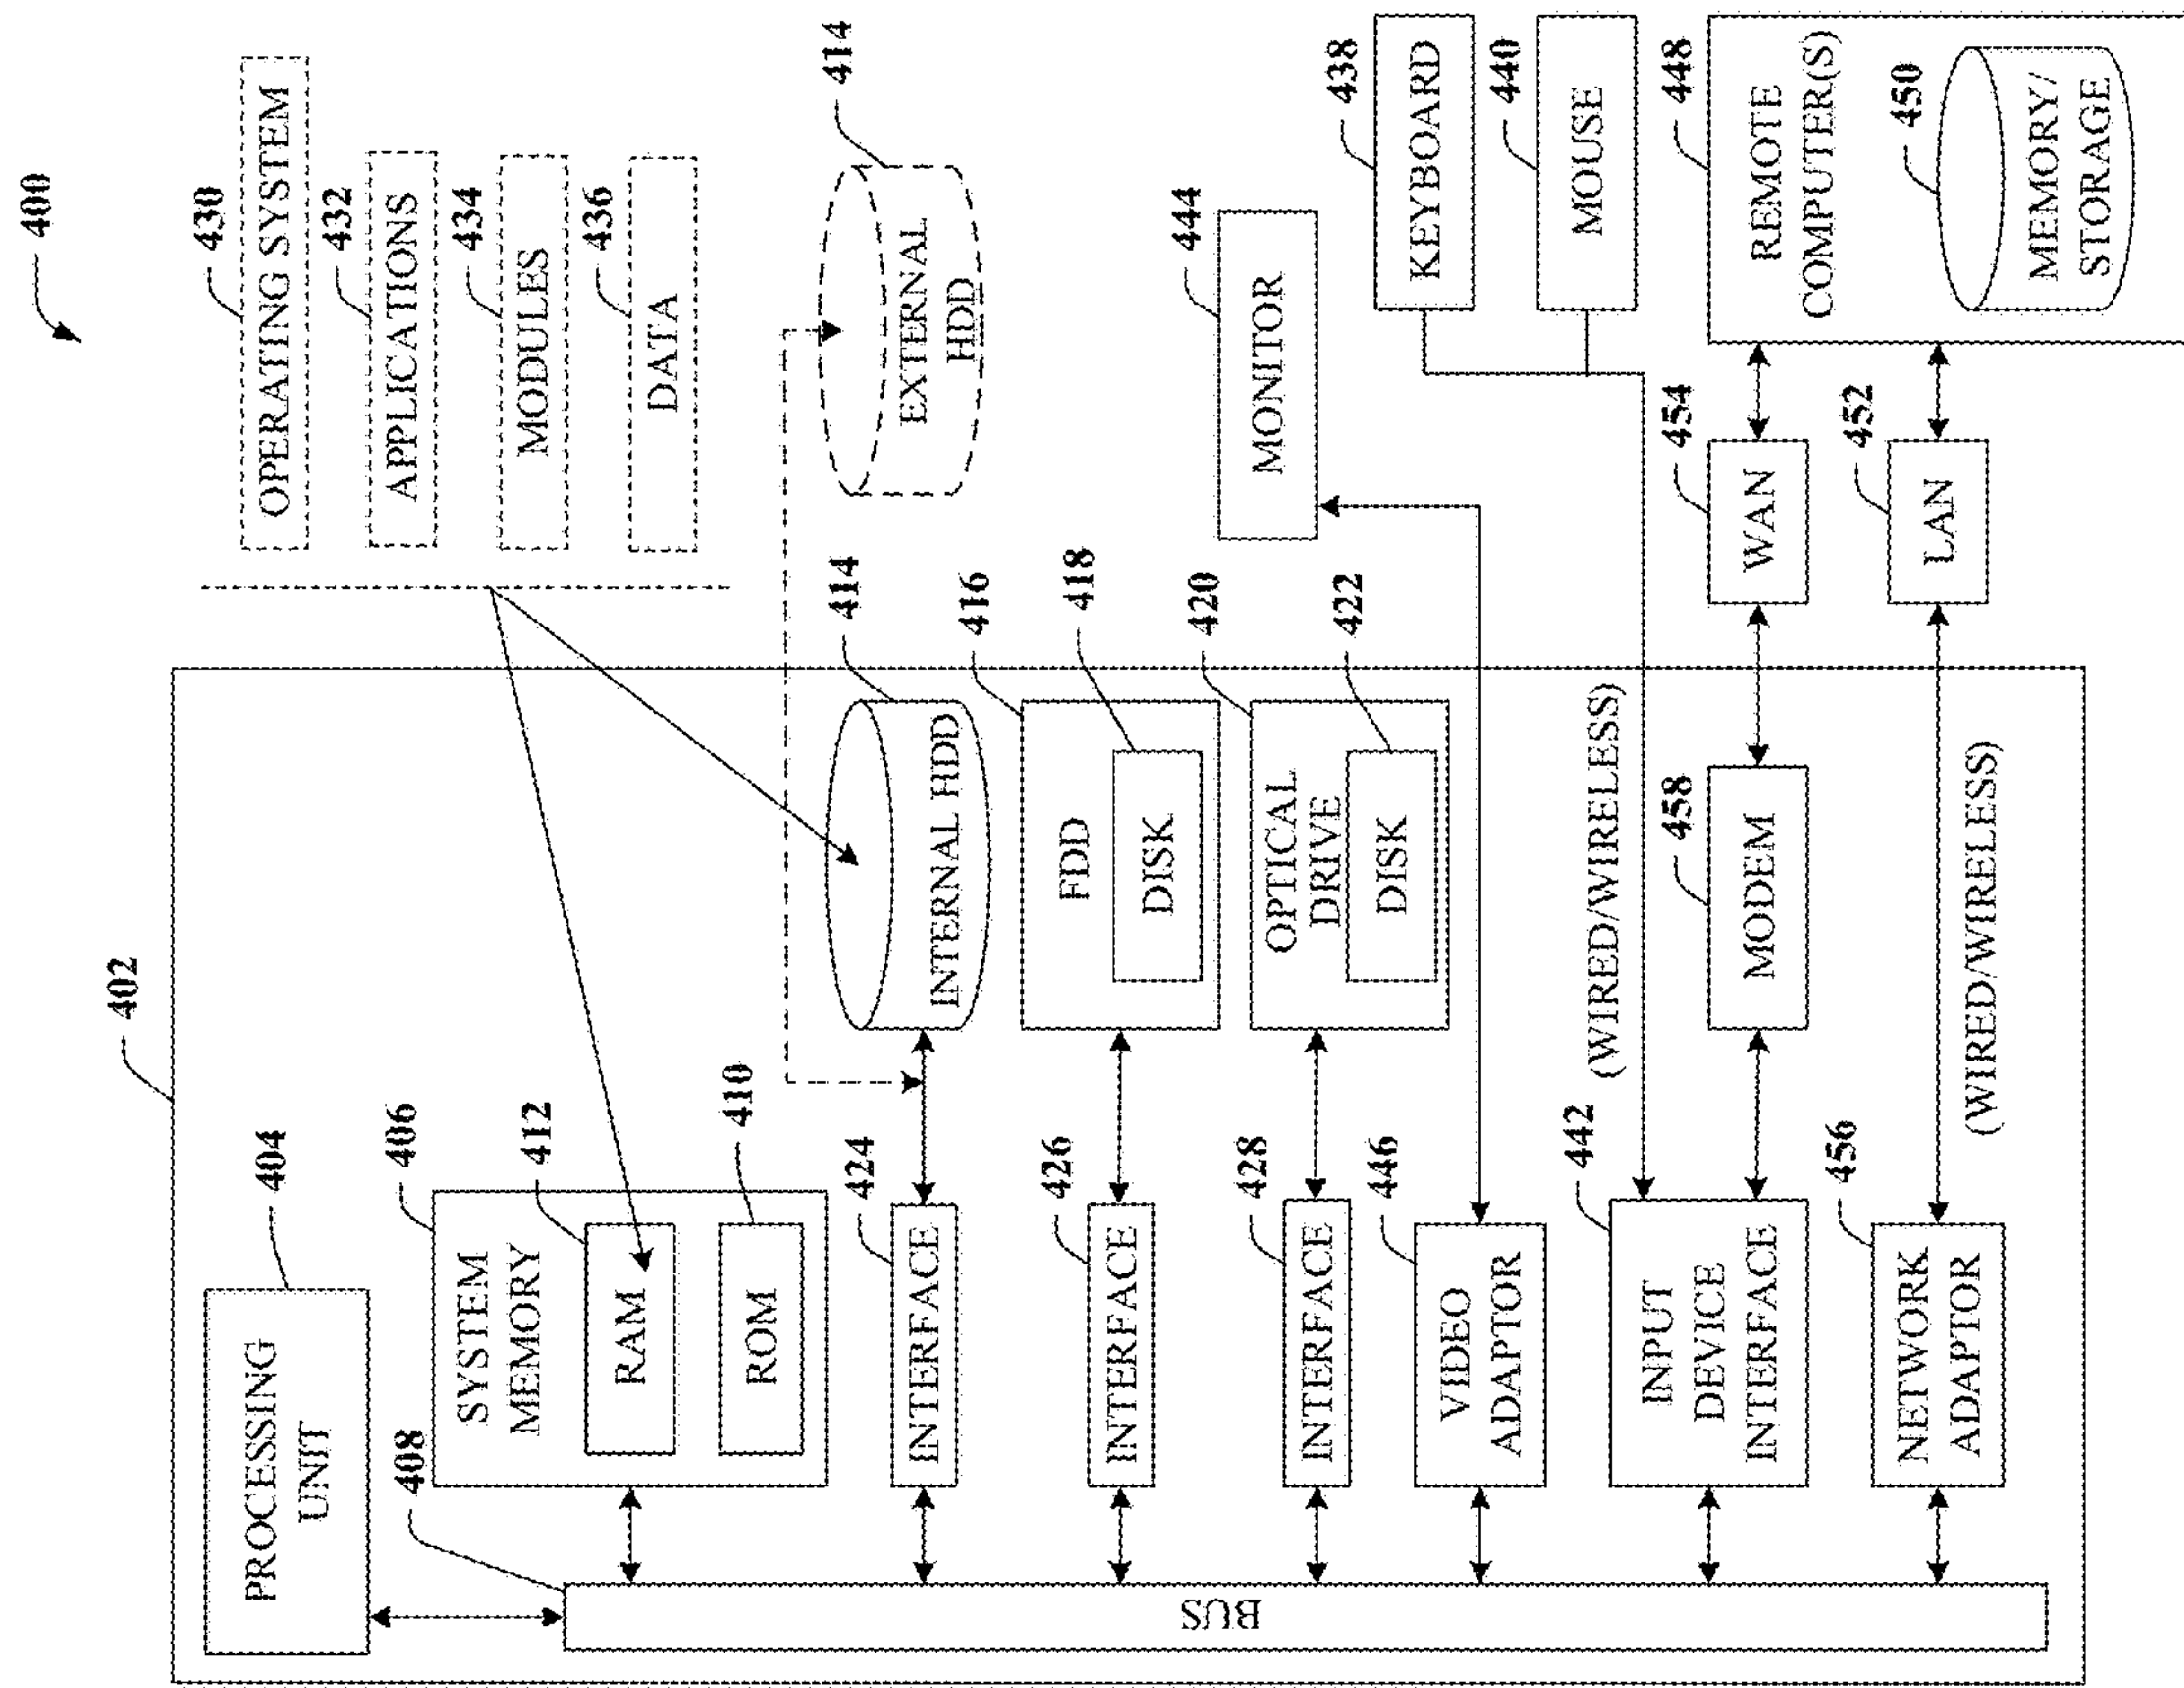 400
402
404
PROCESSING
UNIT
406
SYSTEM
MEMORY
412
RAM
410
ROM
408
BUS
430
OPERATING SYSTEM
432
APPLICATIONS
434
MODULES
436
DATA
424
INTERFACE
414
INTERNAL HDD
414
EXTERNAL
HDD
426
INTERFACE
416
FDD
418
DISK
428
INTERFACE
420
OPTICAL
DRIVE
422
DISK
446
VIDEO
ADAPTOR
444
MONITOR
438
KEYBOARD
440
MOUSE
442
INPUT
DEVICE
INTERFACE
(WIRED/WIRELESS)
458
MODEM
454
WAN
448
REMOTE
COMPUTER(S)
450
MEMORY/
STORAGE
456
NETWORK
ADAPTOR
(WIRED/WIRELESS)
452
LAN